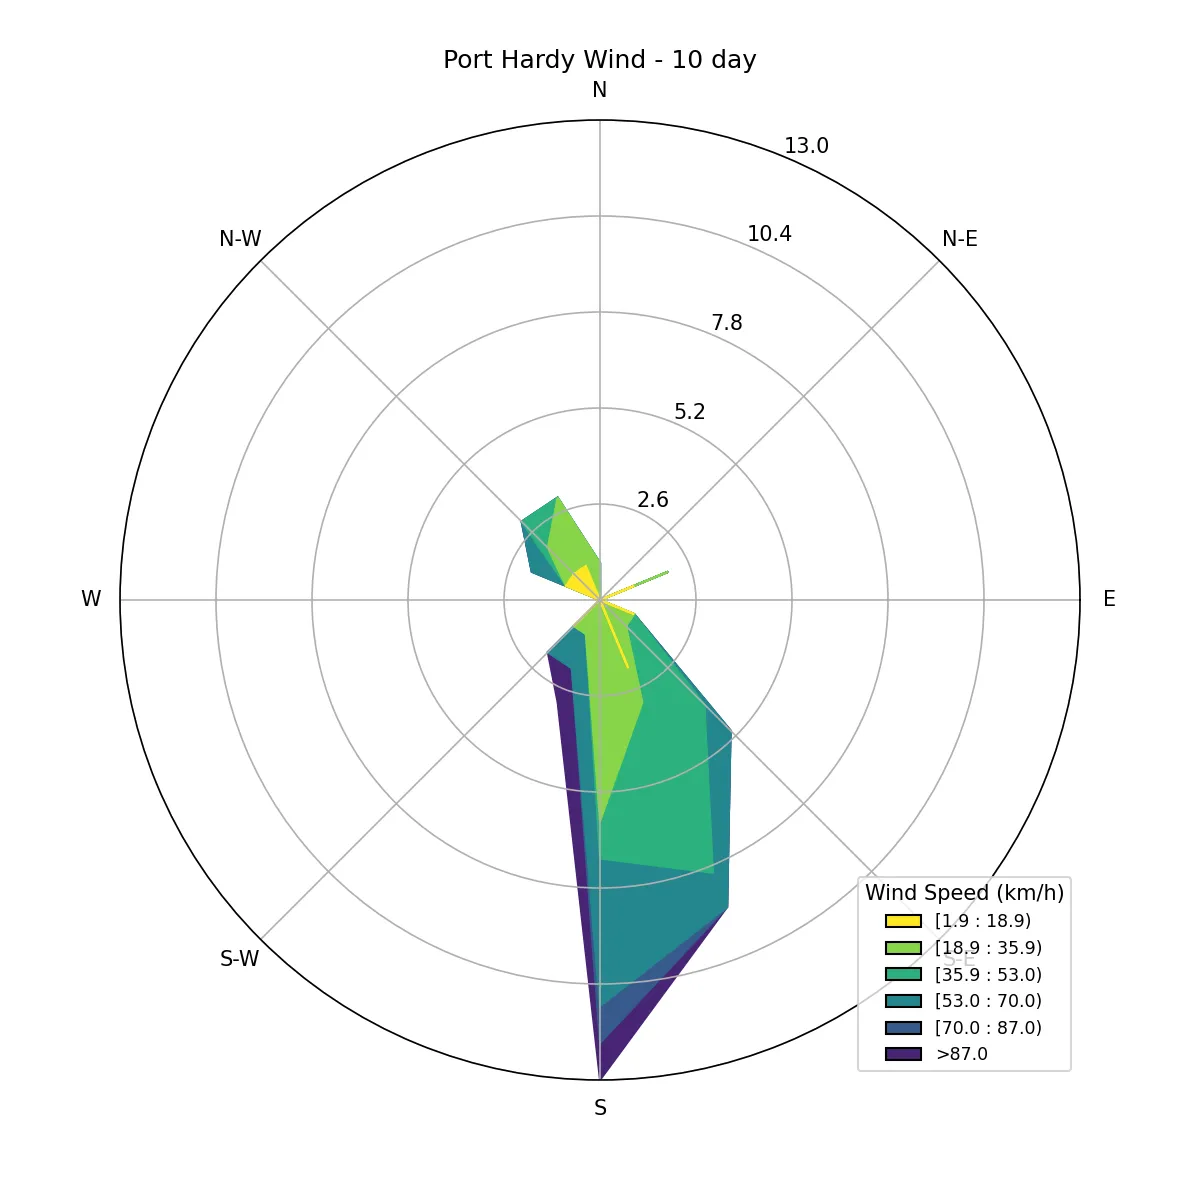 Port Hardy Wind - 10 day
N
13.0
10.4
N-W
N-E
7.8
5.2
2.6
W
E
Wind Speed (km/h)
[1.9 : 18.9)
[18.9 : 35.9)
[35.9 : 53.0)
[53.0 : 70.0)
[70.0 : 87.0)
>87.0
S-W
S-E
S